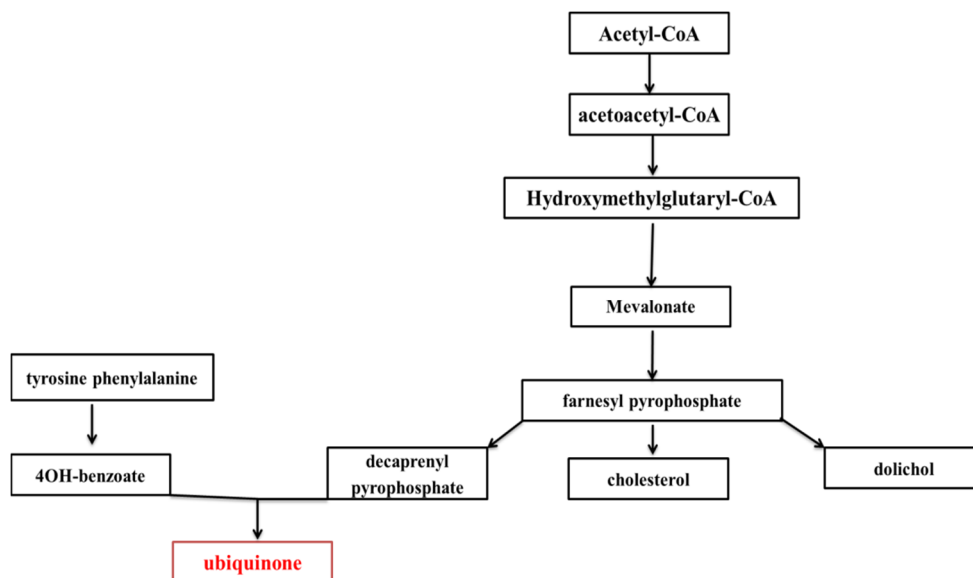 Acetyl-CoA
acetoacetyl-CoA
Hydroxymethylglutaryl-CoA
Mevalonate
tyrosine phenylalanine
farnesyl pyrophosphate
4OH-benzoate
decaprenyl
pyrophosphate
cholesterol
dolichol
ubiquinone